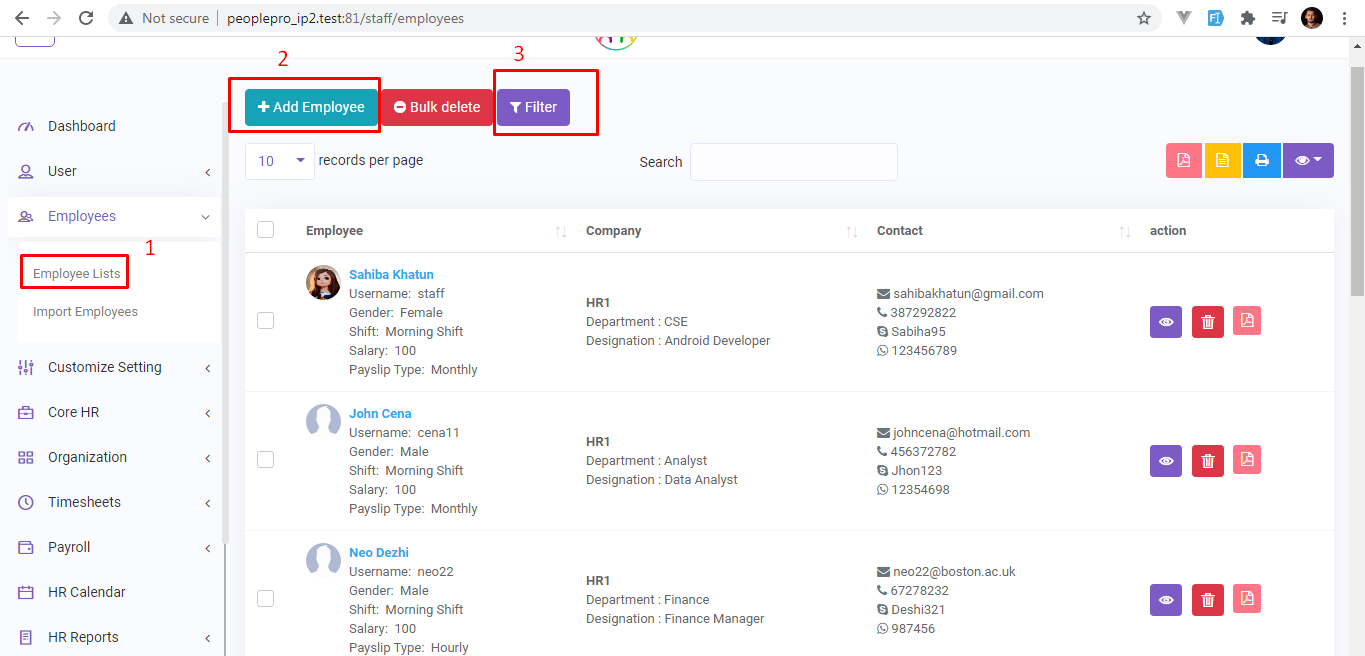 Not secure | peoplepro_ip2.test:81/staff/employees
2
3
Add Employee
Bulk delete
Filter
10 records per page
Search
Dashboard
User
Employees
1
Employee Lists
Import Employees
Customize Setting
Core HR
Organization
Timesheets
Payroll
HR Calendar
HR Reports
Employee Company Contact action
Sahiba Khatun
Username: staff
Gender: Female
Shift: Morning Shift
Salary: 100
Payslip Type: Monthly
HR1
Department : CSE
Designation : Android Developer
sahibakhatun@gmail.com
387292822
Sabiha95
123456789
John Cena
Username: cena11
Gender: Male
Shift: Morning Shift
Salary: 100
Payslip Type: Monthly
HR1
Department : Analyst
Designation : Data Analyst
johncena@hotmail.com
456372782
Jhon123
12354698
Neo Dezhi
Username: neo22
Gender: Male
Shift: Morning Shift
Salary: 100
Payslip Type: Hourly
HR1
Department : Finance
Designation : Finance Manager
neo22@boston.ac.uk
67278232
Deshi321
987456